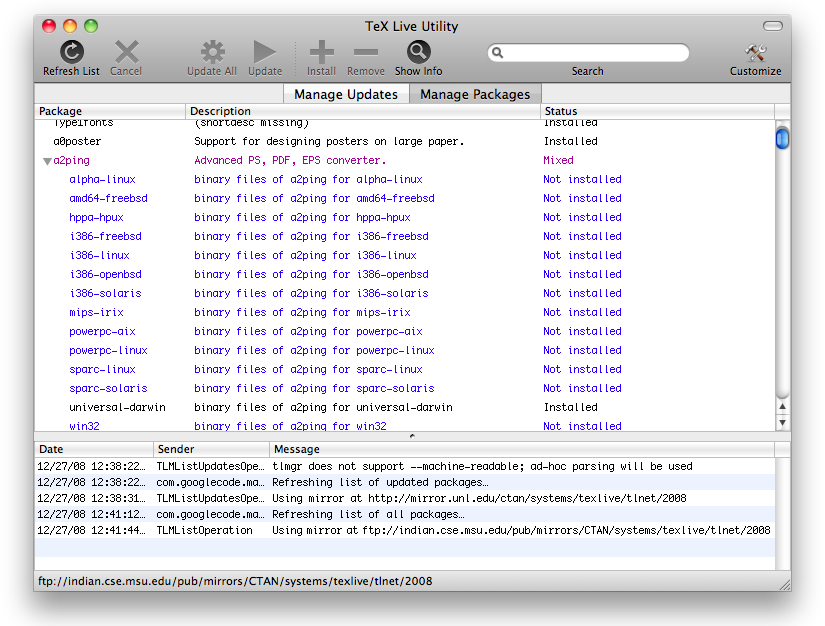 TeX Live Utility
Refresh List Cancel Update All Update Install Remove Show Info Search Customize
Manage Updates Manage Packages
Package Description Status
Type1fonts (shortdesc missing) Installed
a0poster Support for designing posters on large paper. Installed
a2ping Advanced PS, PDF, EPS converter. Mixed
alpha-linux binary files of a2ping for alpha-linux Not installed
amd64-freebsd binary files of a2ping for amd64-freebsd Not installed
hppa-hpux binary files of a2ping for hppa-hpux Not installed
i386-freebsd binary files of a2ping for i386-freebsd Not installed
i386-linux binary files of a2ping for i386-linux Not installed
i386-openbsd binary files of a2ping for i386-openbsd Not installed
i386-solaris binary files of a2ping for i386-solaris Not installed
mips-irix binary files of a2ping for mips-irix Not installed
powerpc-aix binary files of a2ping for powerpc-aix Not installed
powerpc-linux binary files of a2ping for powerpc-linux Not installed
sparc-linux binary files of a2ping for sparc-linux Not installed
sparc-solaris binary files of a2ping for sparc-solaris Not installed
universal-darwin binary files of a2ping for universal-darwin Installed
win32 binary files of a2ping for win32 Not installed
Date Sender Message
12/27/08 12:38:22… TLMListUpdatesOpe… tlmgr does not support --machine-readable; ad-hoc parsing will be used
12/27/08 12:38:22… com.googlecode.ma… Refreshing list of updated packages…
12/27/08 12:38:31… TLMListUpdatesOpe… Using mirror at http://mirror.unl.edu/ctan/systems/texlive/tlnet/2008
12/27/08 12:41:12… com.googlecode.ma… Refreshing list of all packages…
12/27/08 12:41:44… TLMListOperation Using mirror at ftp://indian.cse.msu.edu/pub/mirrors/CTAN/systems/texlive/tlnet/2008
ftp://indian.cse.msu.edu/pub/mirrors/CTAN/systems/texlive/tlnet/2008